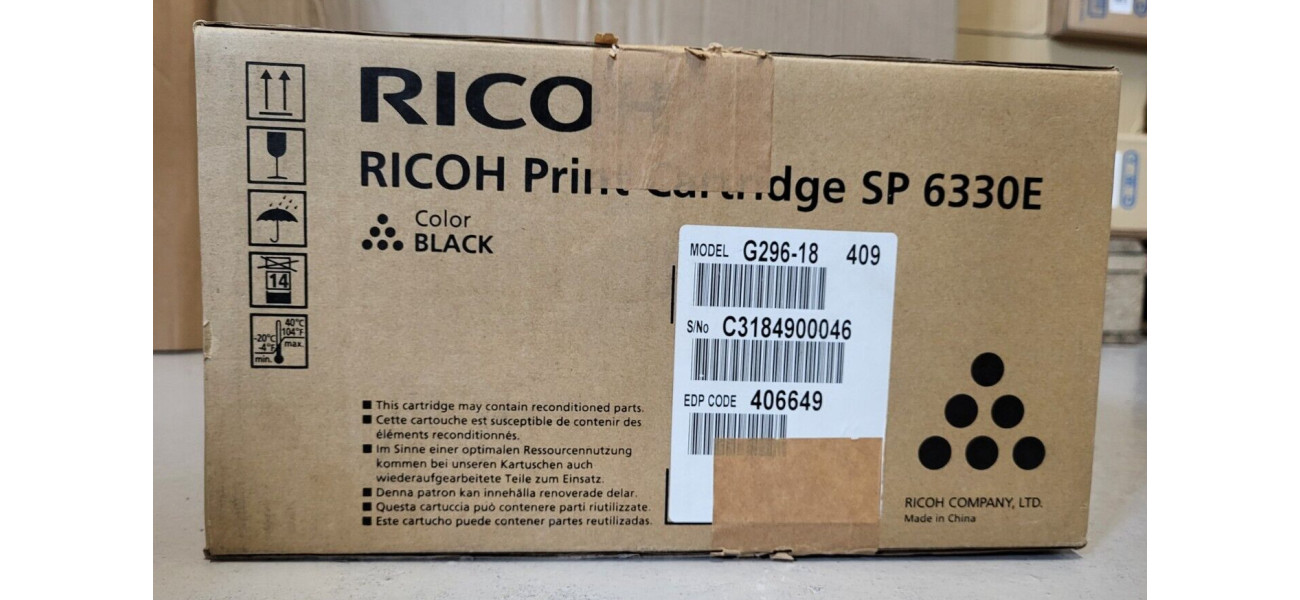 RICOH
RICOH Print Cartridge SP 6330E
Color
BLACK
MODEL G296-18 409
S/No C3184900046
EDP CODE 406649
14
40°C
104°F
max.
-20°C
-4°F
min.
■ This cartridge may contain reconditioned parts.
■ Cette cartouche est susceptible de contenir des
éléments reconditionnés.
■ Im Sinne einer optimalen Ressourcennutzung
kommen bei unseren Kartuschen auch
wiederaufgearbeitete Teile zum Einsatz.
■ Denna patron kan innehålla renoverade delar.
■ Questa cartuccia può contenere parti riutilizzate.
■ Este cartucho puede contener partes reutilizadas.
RICOH COMPANY, LTD.
Made in China